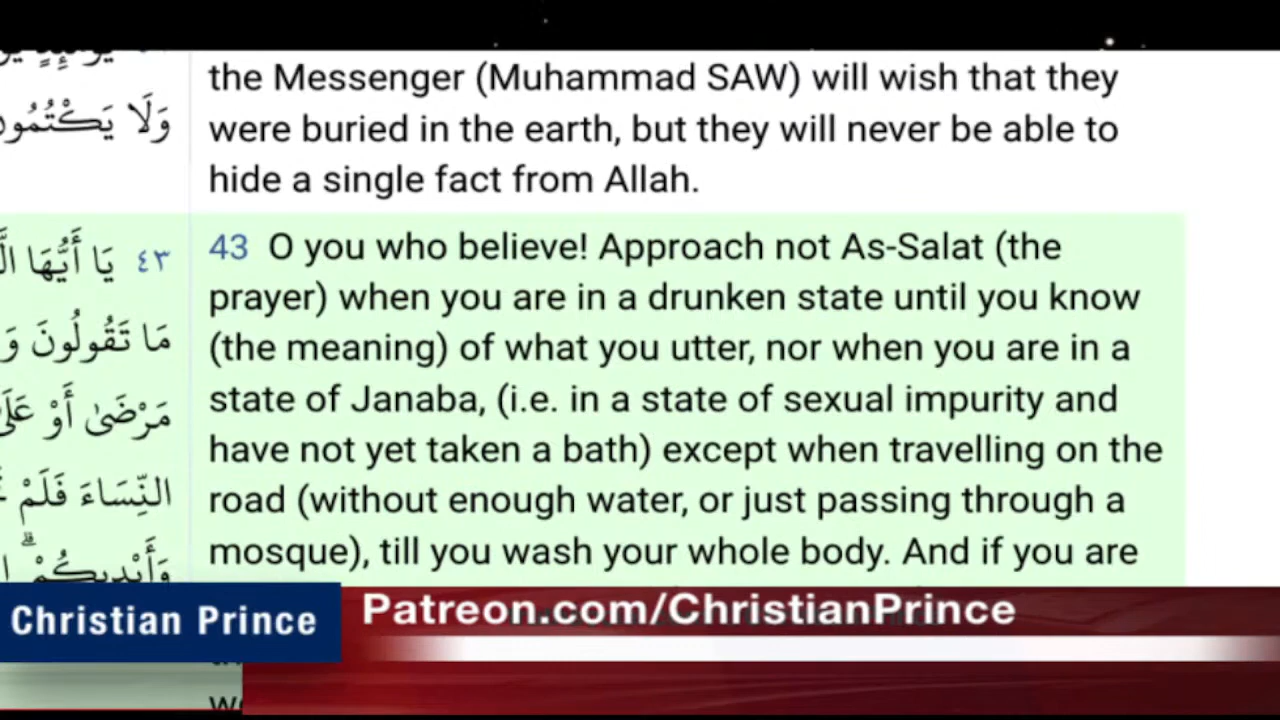 the Messenger (Muhammad SAW) will wish that they
were buried in the earth, but they will never be able to
وَلَا يَكْتُمُون
hide a single fact from Allah.
43 O you who believe! Approach not As-Salat (the
٤٣ يَا أَيُّهَا
prayer) when you are in a drunken state until you know
مَا تَقُولُونَ وَ
(the meaning) of what you utter, nor when you are in a
state of Janaba, (i.e. in a state of sexual impurity and
مَرْضَىٰ أَوْ عَلَىٰ
have not yet taken a bath) except when travelling on the
road (without enough water, or just passing through a
النِّسَاءَ فَلَمْ
mosque), till you wash your whole body. And if you are
وَأَيْدِيكُمْ ۗ
Christian Prince
Patreon.com/ChristianPrince